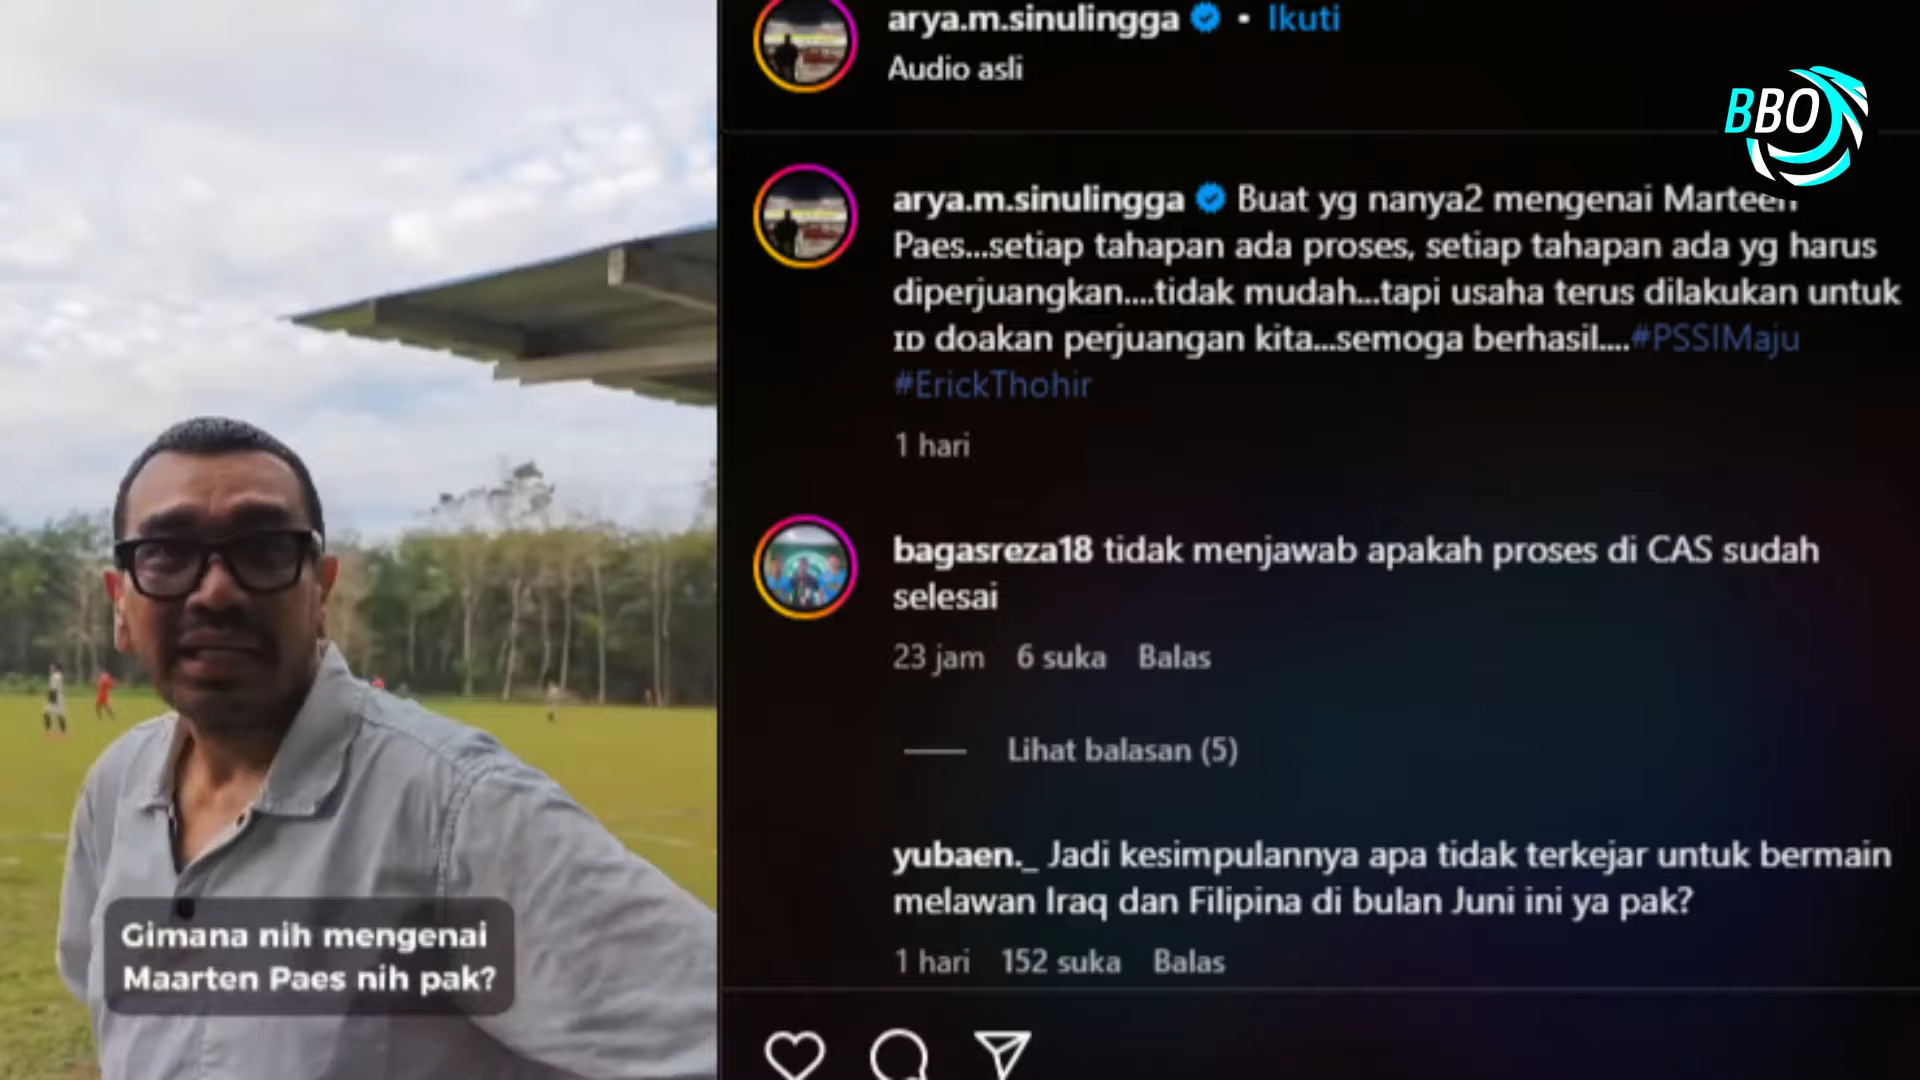 arya.m.sinulingga • Ikuti
Audio asli
BBO
arya.m.sinulingga Buat yg nanya2 mengenai Marteen
Paes...setiap tahapan ada proses, setiap tahapan ada yg harus
diperjuangkan....tidak mudah...tapi usaha terus dilakukan untuk
ID doakan perjuangan kita...semoga berhasil....#PSSIMaju
#ErickThohir
1 hari
bagasreza18 tidak menjawab apakah proses di CAS sudah
selesai
23 jam 6 suka Balas
Lihat balasan (5)
yubaen._ Jadi kesimpulannya apa tidak terkejar untuk bermain
melawan Iraq dan Filipina di bulan Juni ini ya pak?
1 hari 152 suka Balas
Gimana nih mengenai
Maarten Paes nih pak?